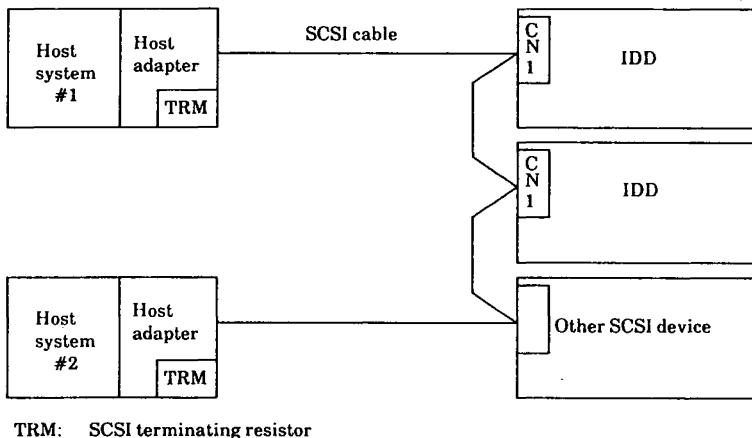 Host
system
#1
Host
adapter
TRM
SCSI cable
C
N
1
IDD
C
N
1
IDD
Host
system
#2
Host
adapter
TRM
Other SCSI device
TRM: SCSI terminating resistor